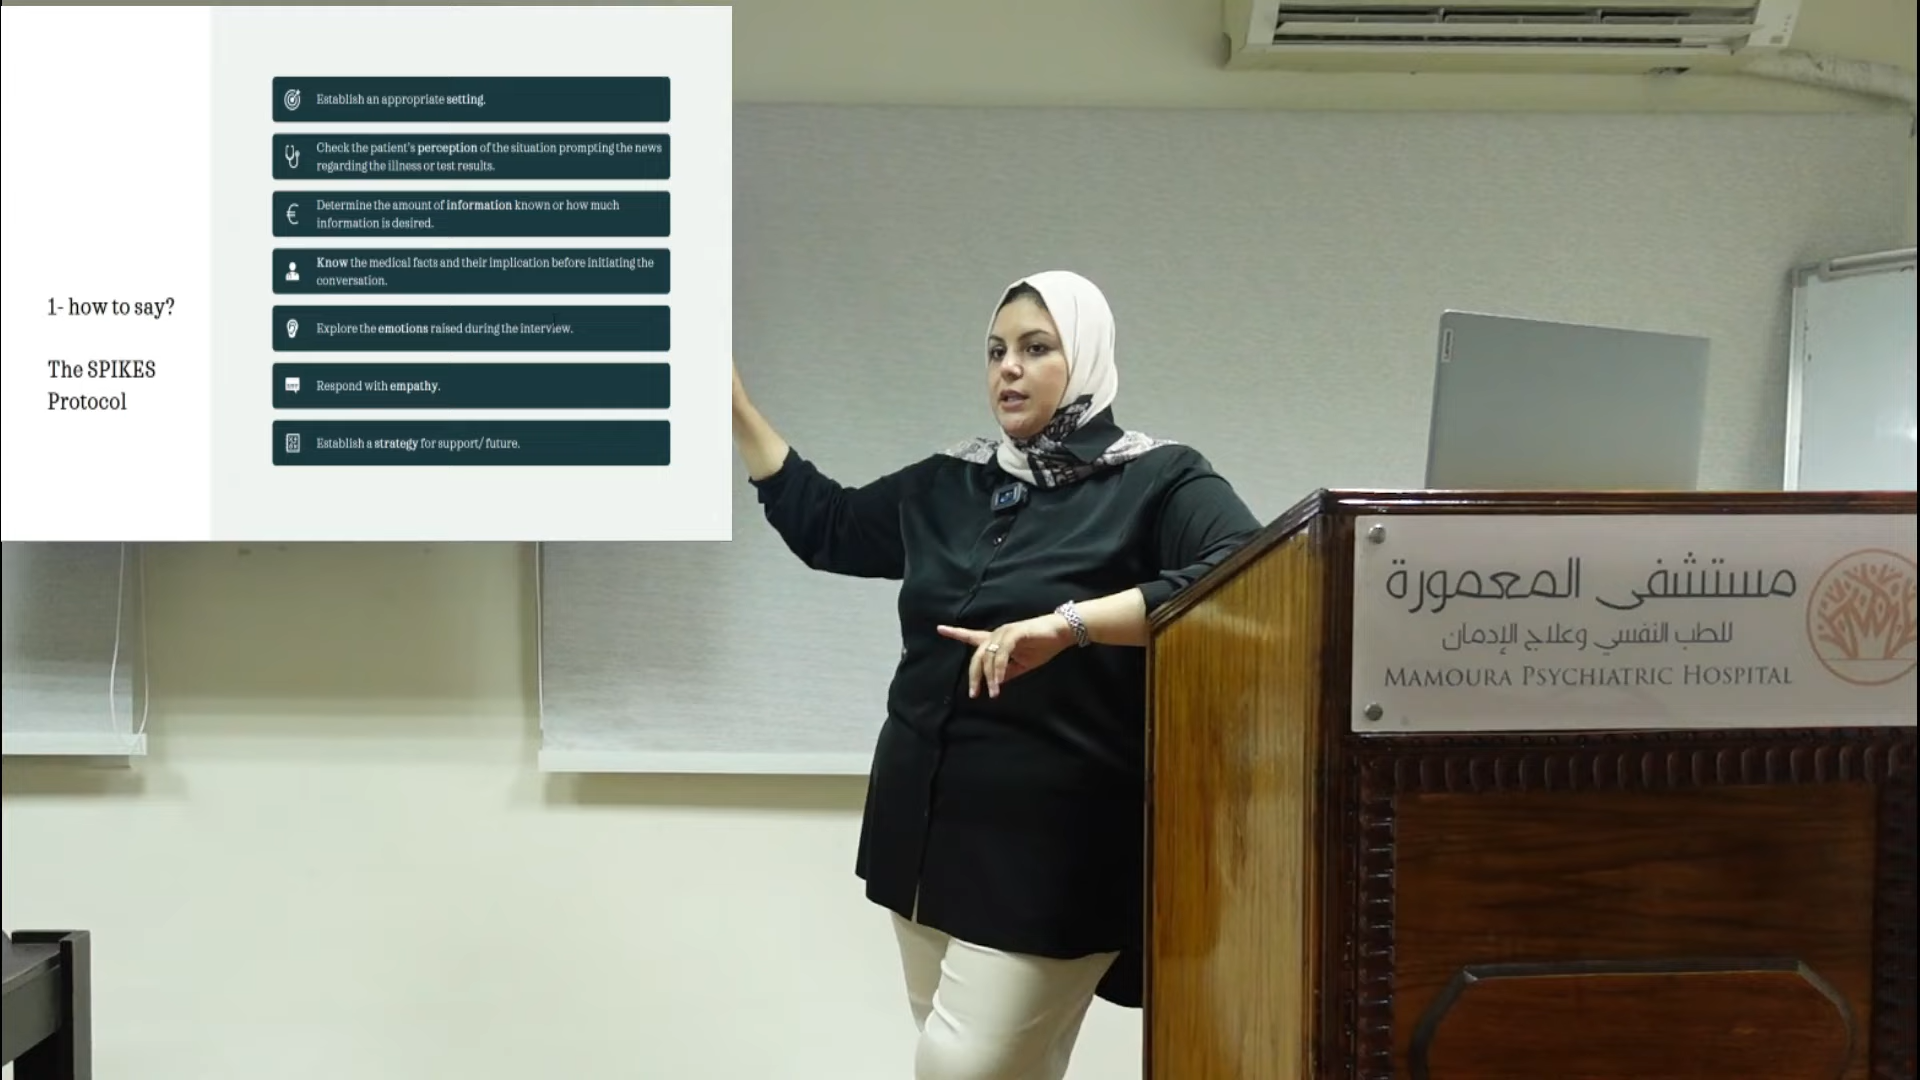 1- how to say?
The SPIKES
Protocol
Establish an appropriate setting.
Check the patient's perception of the situation prompting the news
regarding the illness or test results.
Determine the amount of information known or how much
information is desired.
Know the medical facts and their implication before initiating the
conversation.
Explore the emotions raised during the interview.
Respond with empathy.
Establish a strategy for support/ future.
مستشفى المعمورة
للطب النفسي وعلاج الإدمان
MAMOURA PSYCHIATRIC HOSPITAL